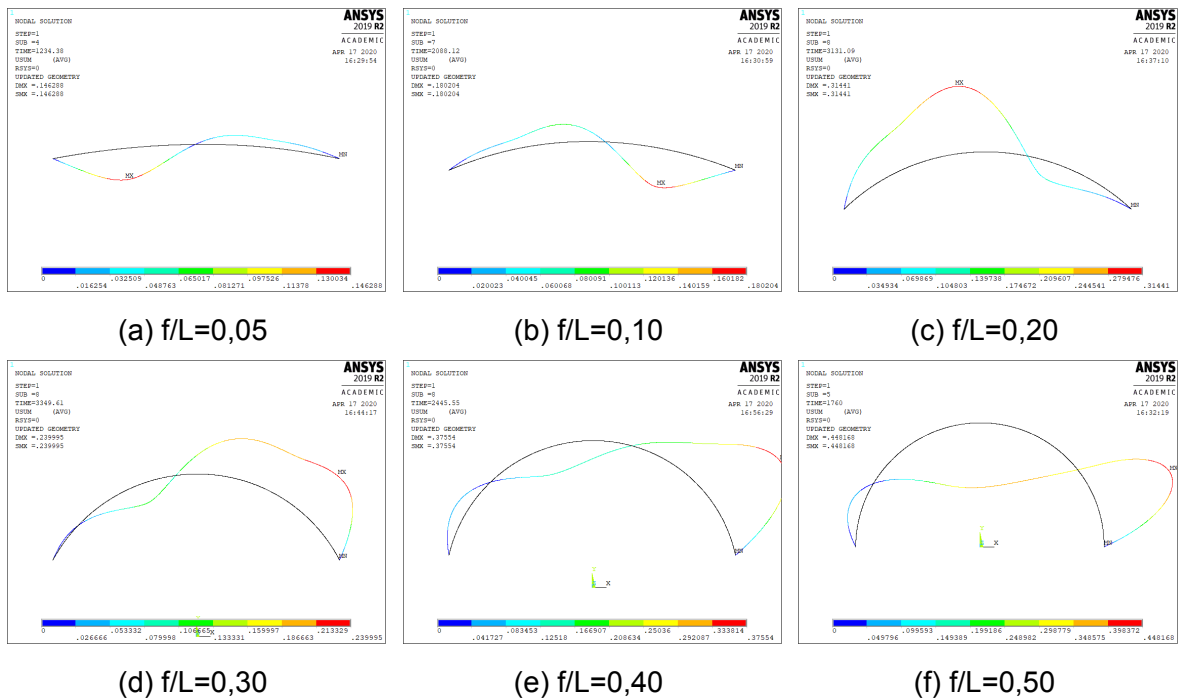 1
NODAL SOLUTION
STEP=1
SUB =4
TIME=1234.38
USUM (AVG)
RSYS=0
UPDATED GEOMETRY
DMX =.146288
SMX =.146288
ANSYS
2019 R2
ACADEMIC
APR 17 2020
16:29:54
MX
MN
0 .032509 .065017 .097526 .130034
.016254 .048763 .081271 .11378 .146288
(a) f/L=0,05
1
NODAL SOLUTION
STEP=1
SUB =7
TIME=2088.12
USUM (AVG)
RSYS=0
UPDATED GEOMETRY
DMX =.180204
SMX =.180204
ANSYS
2019 R2
ACADEMIC
APR 17 2020
16:30:59
MN
MX
0 .040045 .080091 .120136 .160182
.020023 .060068 .100113 .140159 .180204
(b) f/L=0,10
1
NODAL SOLUTION
STEP=1
SUB =8
TIME=3131.09
USUM (AVG)
RSYS=0
UPDATED GEOMETRY
DMX =.31441
SMX =.31441
ANSYS
2019 R2
ACADEMIC
APR 17 2020
16:37:10
MX
MN
0 .069869 .139738 .209607 .279476
.034934 .104803 .174672 .244541 .31441
(c) f/L=0,20
1
NODAL SOLUTION
STEP=1
SUB =8
TIME=3349.61
USUM (AVG)
RSYS=0
UPDATED GEOMETRY
DMX =.239995
SMX =.239995
ANSYS
2019 R2
ACADEMIC
APR 17 2020
16:44:17
MX
MN
0 .053332 .106665 .159997 .213329
X
.026666 .079998 .133331 .186663 .239995
(d) f/L=0,30
1
NODAL SOLUTION
STEP=1
SUB =8
TIME=2445.55
USUM (AVG)
RSYS=0
UPDATED GEOMETRY
DMX =.37554
SMX =.37554
ANSYS
2019 R2
ACADEMIC
APR 17 2020
16:56:29
MN
Y
Z X
0 .083453 .166907 .25036 .333814
.041727 .12518 .208634 .292087 .37554
(e) f/L=0,40
1
NODAL SOLUTION
STEP=1
SUB =5
TIME=1760
USUM (AVG)
RSYS=0
UPDATED GEOMETRY
DMX =.448168
SMX =.448168
ANSYS
2019 R2
ACADEMIC
APR 17 2020
16:32:19
MX
Y
Z X
MN
0 .099593 .199186 .298779 .398372
.049796 .149389 .248982 .348575 .448168
(f) f/L=0,50